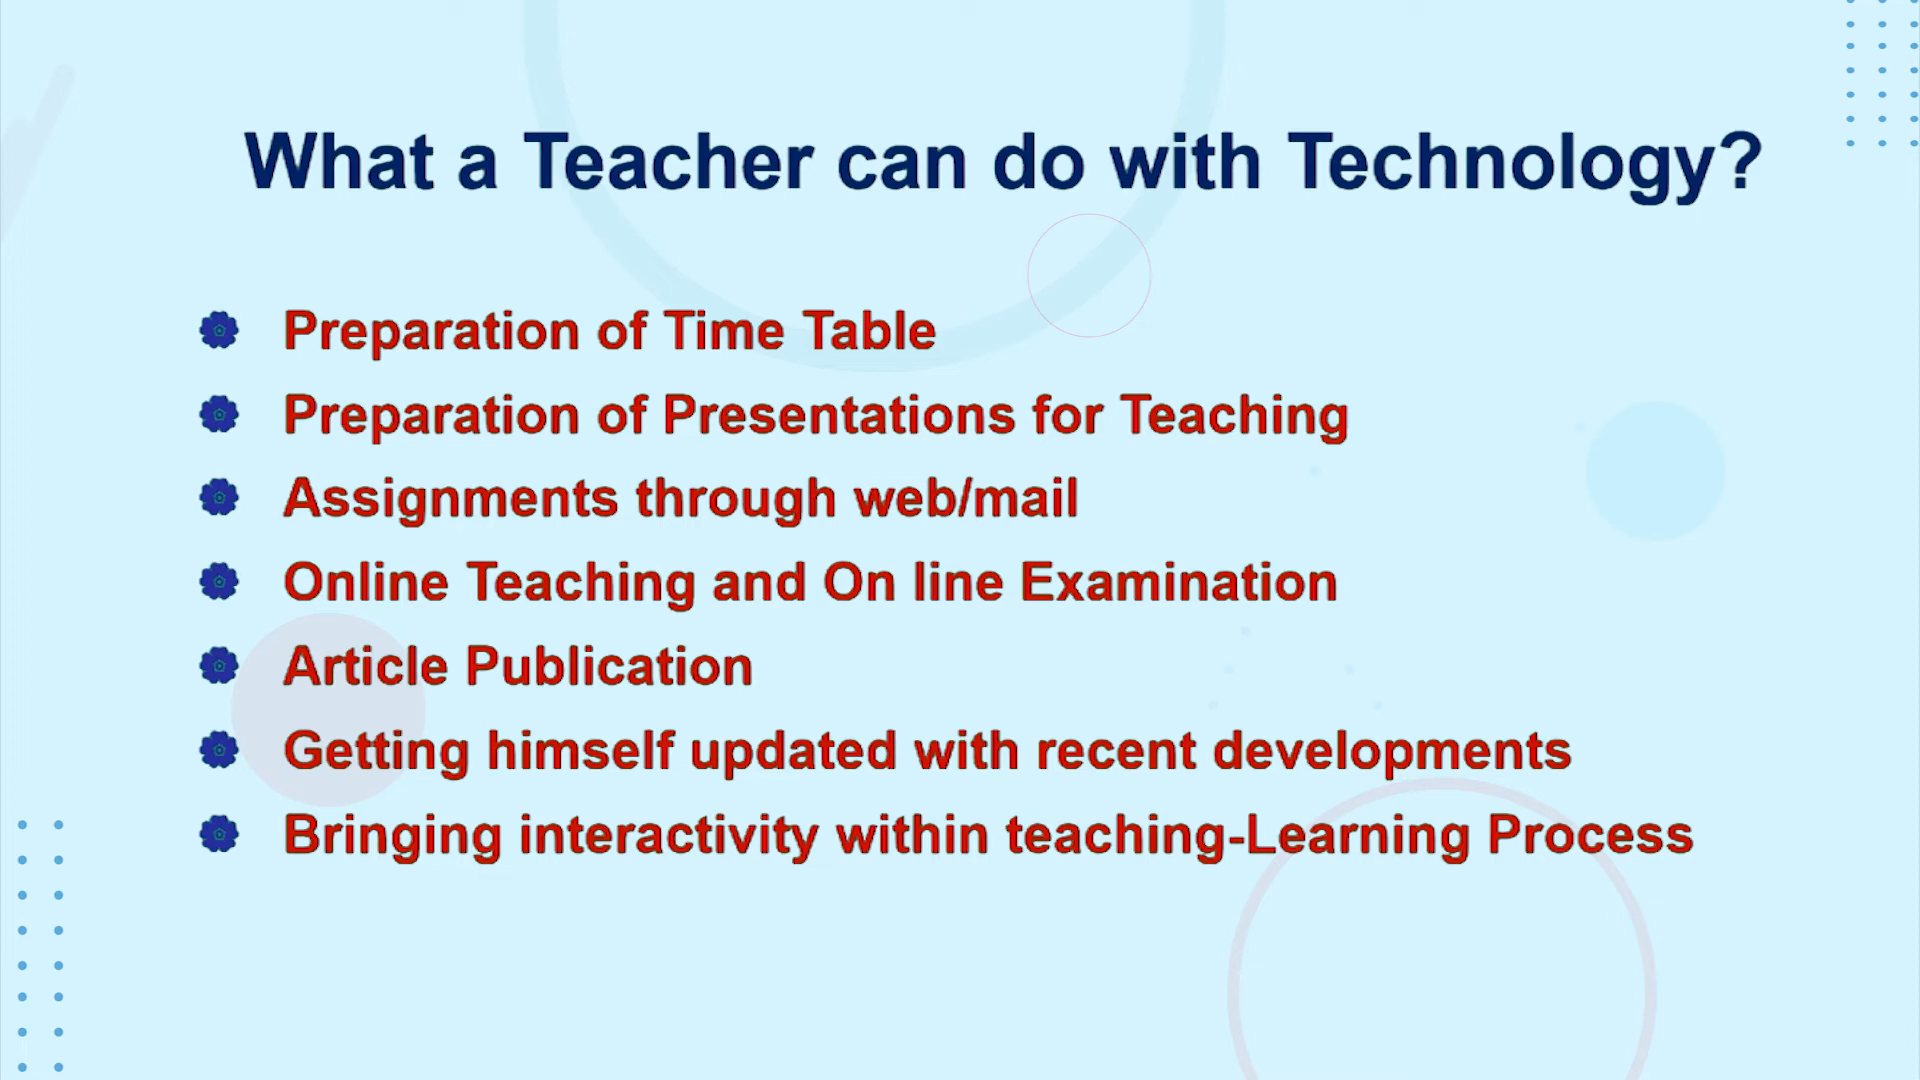 What a Teacher can do with Technology?
Preparation of Time Table
Preparation of Presentations for Teaching
Assignments through web/mail
Online Teaching and On line Examination
Article Publication
Getting himself updated with recent developments
Bringing interactivity within teaching-Learning Process